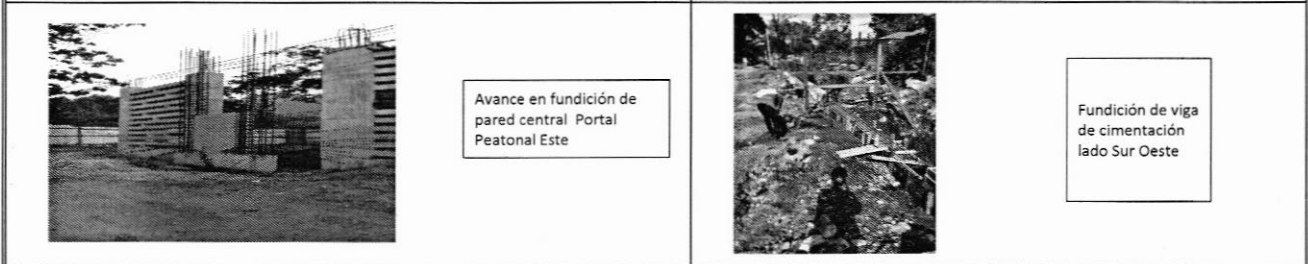 Avance en fundición de
pared central Portal
Peatonal Este
Fundición de viga
de cimentación
lado Sur Oeste